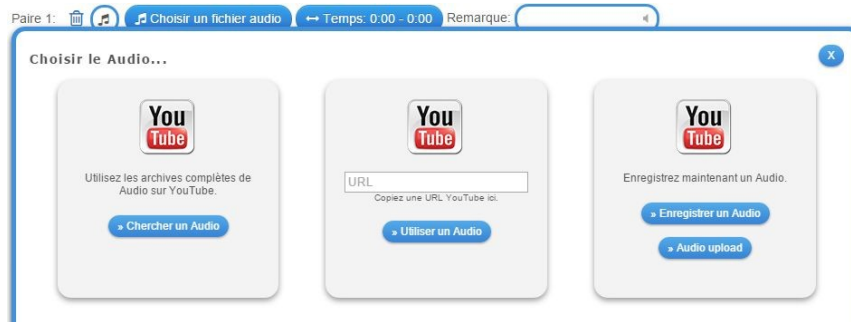 Paire 1: Choisir un fichier audio Temps: 0:00 - 0:00 Remarque:
Choisir le Audio... X
You
Tube
Utilisez les archives complètes de
Audio sur YouTube.
» Chercher un Audio
You
Tube
URL
Copiez une URL YouTube ici.
» Utiliser un Audio
You
Tube
Enregistrez maintenant un Audio.
» Enregistrer un Audio
» Audio upload